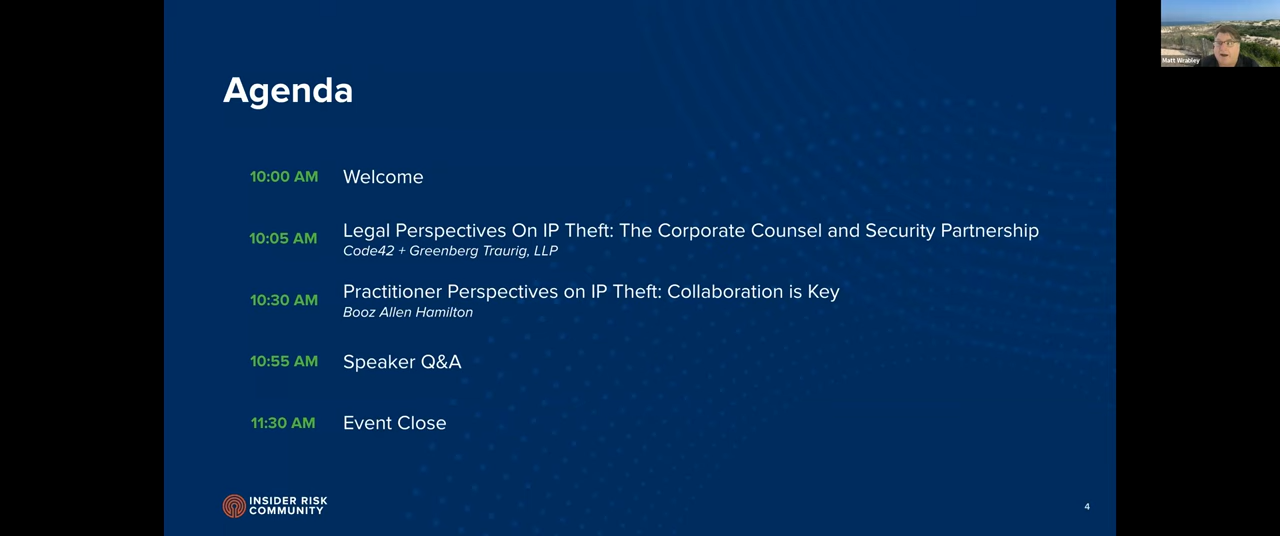 Matt Wrabley
Agenda
10:00 AM Welcome
10:05 AM Legal Perspectives On IP Theft: The Corporate Counsel and Security Partnership
Code42 + Greenberg Traurig, LLP
10:30 AM Practitioner Perspectives on IP Theft: Collaboration is Key
Booz Allen Hamilton
10:55 AM Speaker Q&A
11:30 AM Event Close
INSIDER RISK
COMMUNITY
4